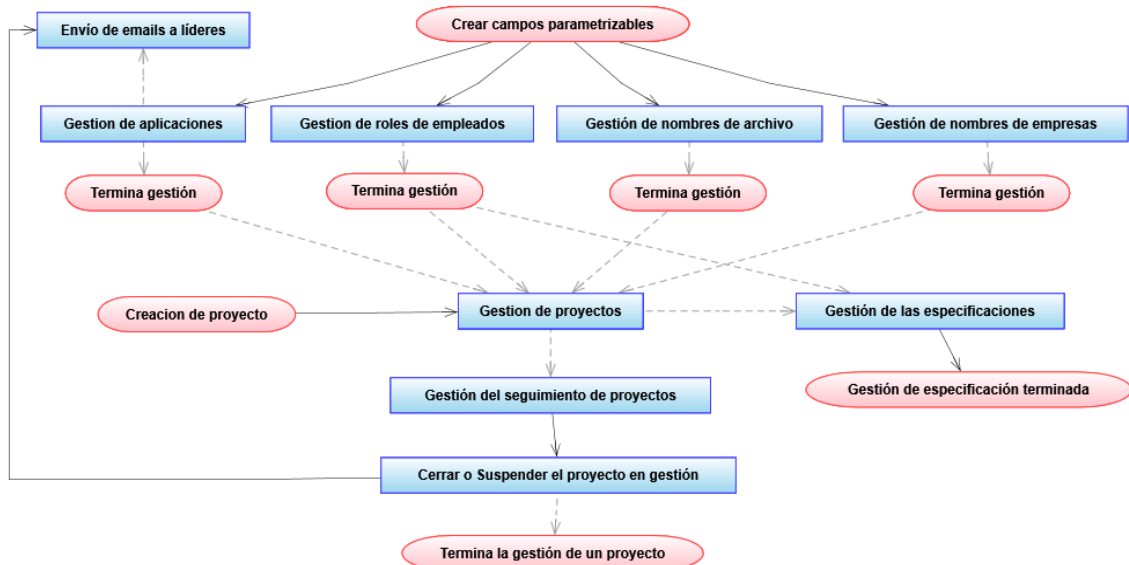 Envío de emails a líderes
Crear campos parametrizables
Gestion de aplicaciones
Gestion de roles de empleados
Gestión de nombres de archivo
Gestión de nombres de empresas
Termina gestión
Termina gestión
Termina gestión
Termina gestión
Creacion de proyecto
Gestion de proyectos
Gestión de las especificaciones
Gestión del seguimiento de proyectos
Gestión de especificación terminada
Cerrar o Suspender el proyecto en gestión
Termina la gestión de un proyecto